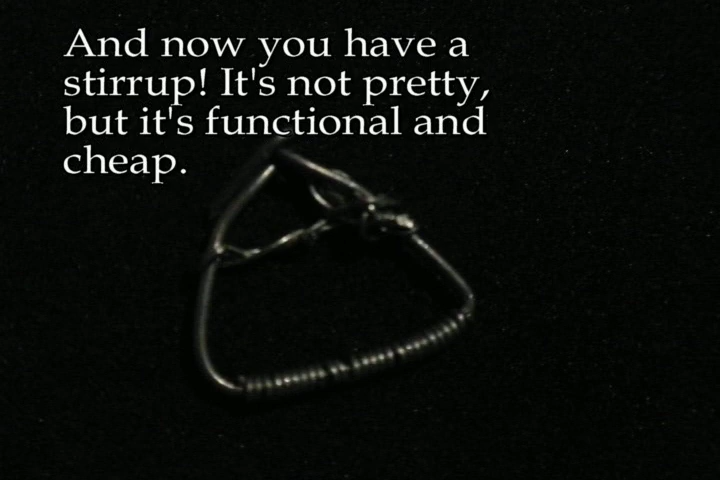 And now you have a
stirrup! It's not pretty,
but it's functional and
cheap.